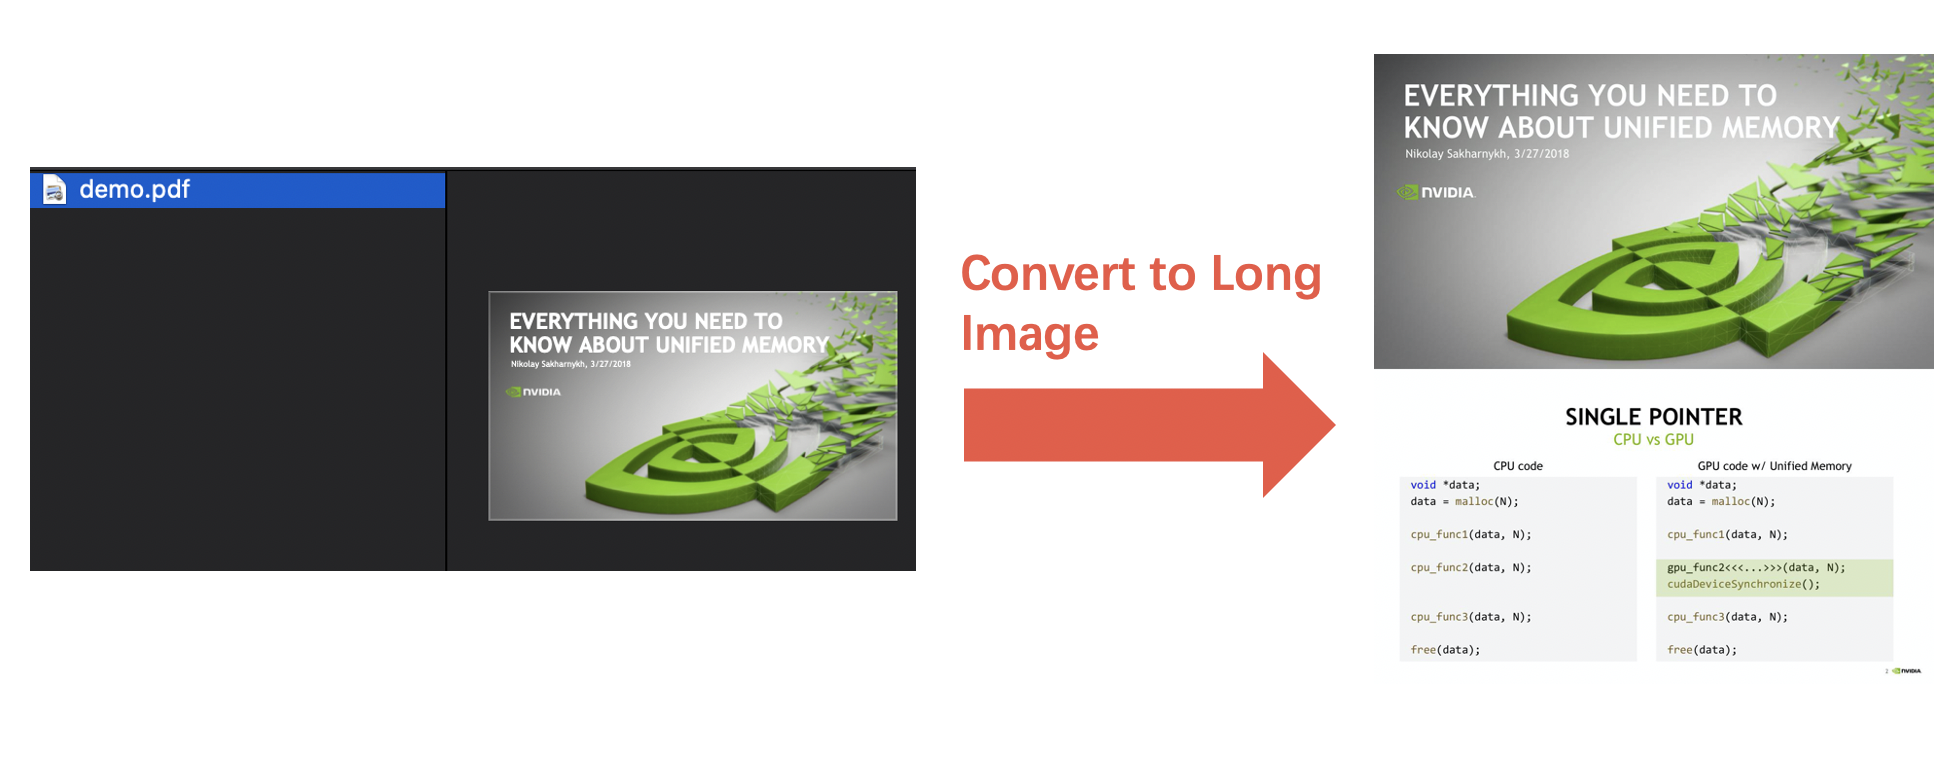 demo.pdf
EVERYTHING YOU NEED TO
KNOW ABOUT UNIFIED MEMORY
Nikolay Sakharnykh, 3/27/2018
NVIDIA
Convert to Long
Image
EVERYTHING YOU NEED TO
KNOW ABOUT UNIFIED MEMORY
Nikolay Sakharnykh, 3/27/2018
NVIDIA.
SINGLE POINTER
CPU vs GPU
CPU code
void *data;
data = malloc(N);
cpu_func1(data, N);
cpu_func2(data, N);
cpu_func3(data, N);
free(data);
GPU code w/ Unified Memory
void *data;
data = malloc(N);
cpu_func1(data, N);
gpu_func2<<<...>>>(data, N);
cudaDeviceSynchronize();
cpu_func3(data, N);
free(data);
2 NVIDIA